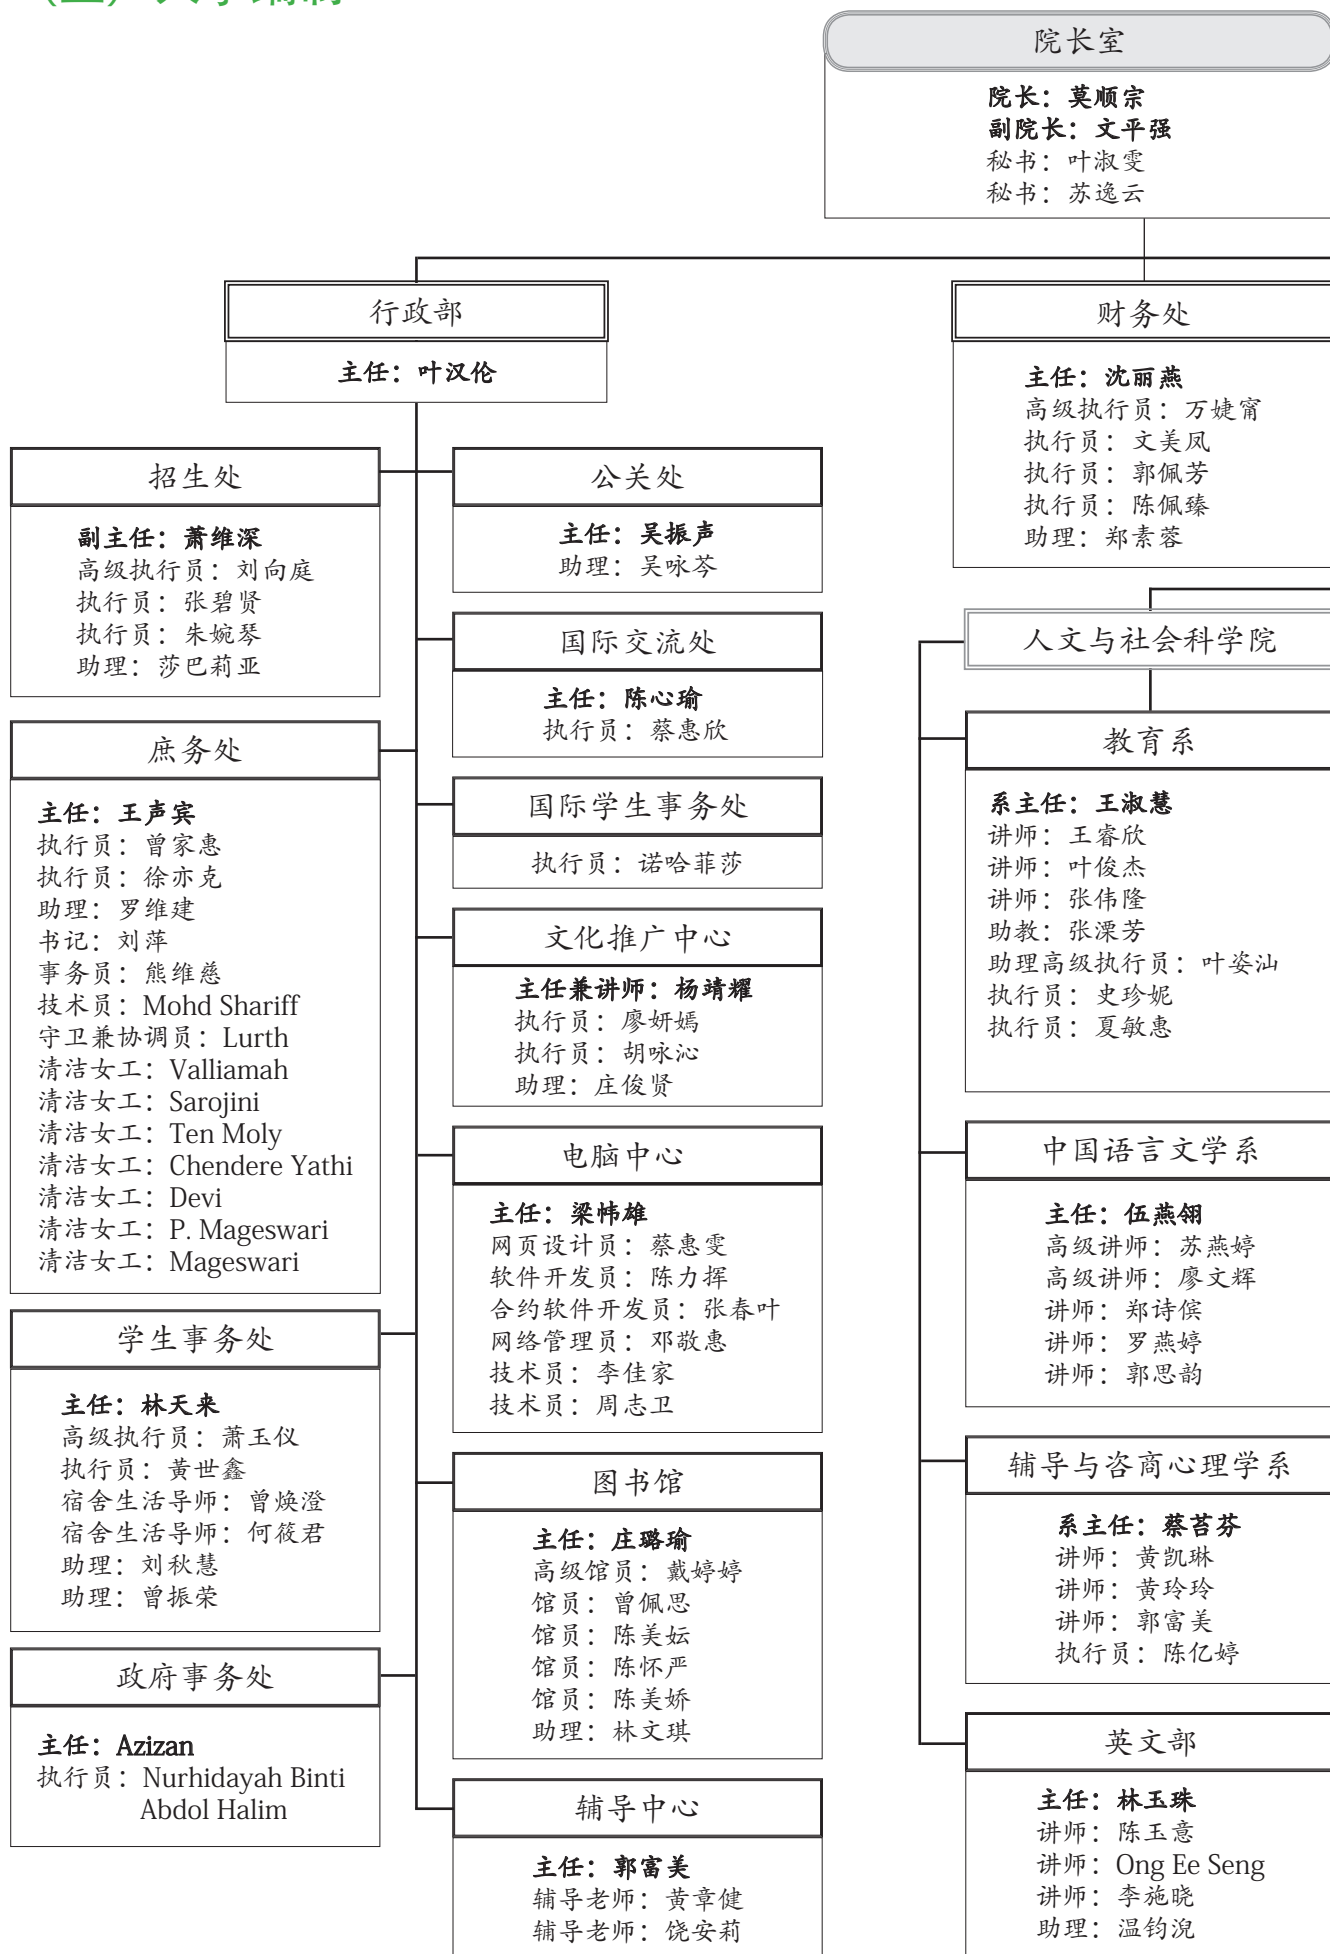 院长室
院长：莫顺宗
副院长：文平强
秘书：叶淑雯
秘书：苏逸云
行政部
主任：叶汉伦
招生处
副主任：萧维深
高级执行员：刘向庭
执行员：张碧贤
执行员：朱婉琴
助理：莎巴莉亚
庶务处
主任：王声宾
执行员：曾家惠
执行员：徐亦克
助理：罗维建
书记：刘萍
事务员：熊维慈
技术员：Mohd Shariff
守卫兼协调员：Lurth
清洁女工：Valliamah
清洁女工：Sarojini
清洁女工：Ten Moly
清洁女工：Chendere Yathi
清洁女工：Devi
清洁女工：P. Mageswari
清洁女工：Mageswari
学生事务处
主任：林天来
高级执行员：萧玉仪
执行员：黄世鑫
宿舍生活导师：曾焕澄
宿舍生活导师：何筱君
助理：刘秋慧
助理：曾振荣
政府事务处
主任：Azizan
执行员：Nurhidayah Binti
Abdol Halim
公关处
主任：吴振声
助理：吴咏芩
国际交流处
主任：陈心瑜
执行员：蔡惠欣
国际学生事务处
执行员：诺哈菲莎
文化推广中心
主任兼讲师：杨靖耀
执行员：廖妍嫣
执行员：胡咏沁
助理：庄俊贤
电脑中心
主任：梁帏雄
网页设计员：蔡惠雯
软件开发员：陈力挥
合约软件开发员：张春叶
网络管理员：邓敬惠
技术员：李佳家
技术员：周志卫
图书馆
主任：庄璐瑜
高级馆员：戴婷婷
馆员：曾佩思
馆员：陈美妘
馆员：陈怀严
馆员：陈美娇
助理：林文琪
辅导中心
主任：郭富美
辅导老师：黄章健
辅导老师：饶安莉
财务处
主任：沈丽燕
高级执行员：万婕甯
执行员：文美凤
执行员：郭佩芳
执行员：陈佩臻
助理：郑素蓉
人文与社会科学院
教育系
系主任：王淑慧
讲师：王睿欣
讲师：叶俊杰
讲师：张伟隆
助教：张溧芳
助理高级执行员：叶姿汕
执行员：史珍妮
执行员：夏敏惠
中国语言文学系
主任：伍燕翎
高级讲师：苏燕婷
高级讲师：廖文辉
讲师：郑诗傧
讲师：罗燕婷
讲师：郭思韵
辅导与咨商心理学系
系主任：蔡苔芬
讲师：黄凯琳
讲师：黄玲玲
讲师：郭富美
执行员：陈亿婷
英文部
主任：林玉珠
讲师：陈玉意
讲师：Ong Ee Seng
讲师：李施晓
助理：温钧浼